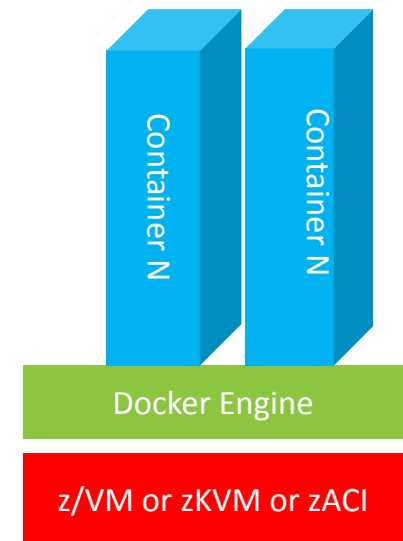 Container N
Container N
Docker Engine
z/VM or zKVM or zACI